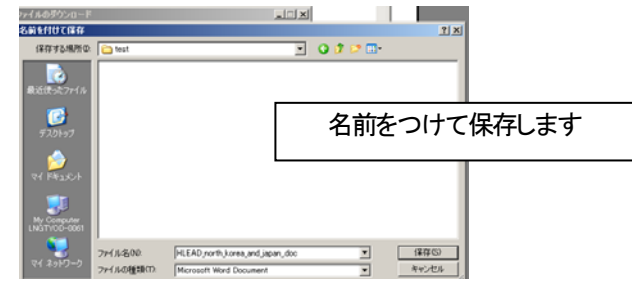 ファイルのダウンロード
名前を付けて保存
保存する場所(I):
test
最近使ったファイル
デスクトップ
マイ ドキュメント
My Computer
LNGTYOD-0061
マイ ネットワーク
名前をつけて保存します
ファイル名(N):
HLEAD_north_korea_and_japan_doc
保存(S)
ファイルの種類(T):
Microsoft Word Document
キャンセル